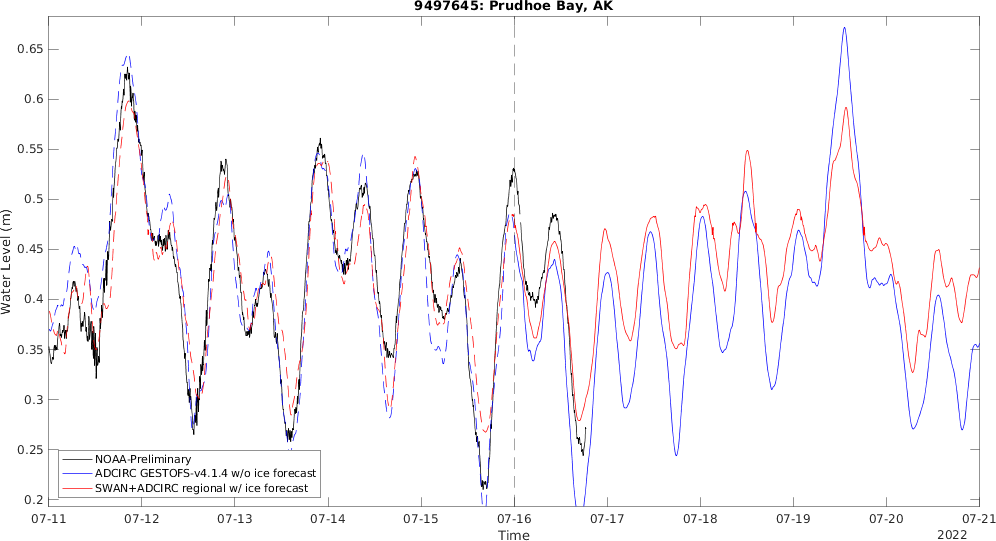 9497645: Prudhoe Bay, AK
Water Level (m)
0.65
0.6
0.55
0.5
0.45
0.4
0.35
0.3
0.25
0.2
NOAA-Preliminary
ADCIRC GESTOFS-v4.1.4 w/o ice forecast
SWAN+ADCIRC regional w/ ice forecast
07-11 07-12 07-13 07-14 07-15 07-16 07-17 07-18 07-19 07-20 07-21
Time
2022